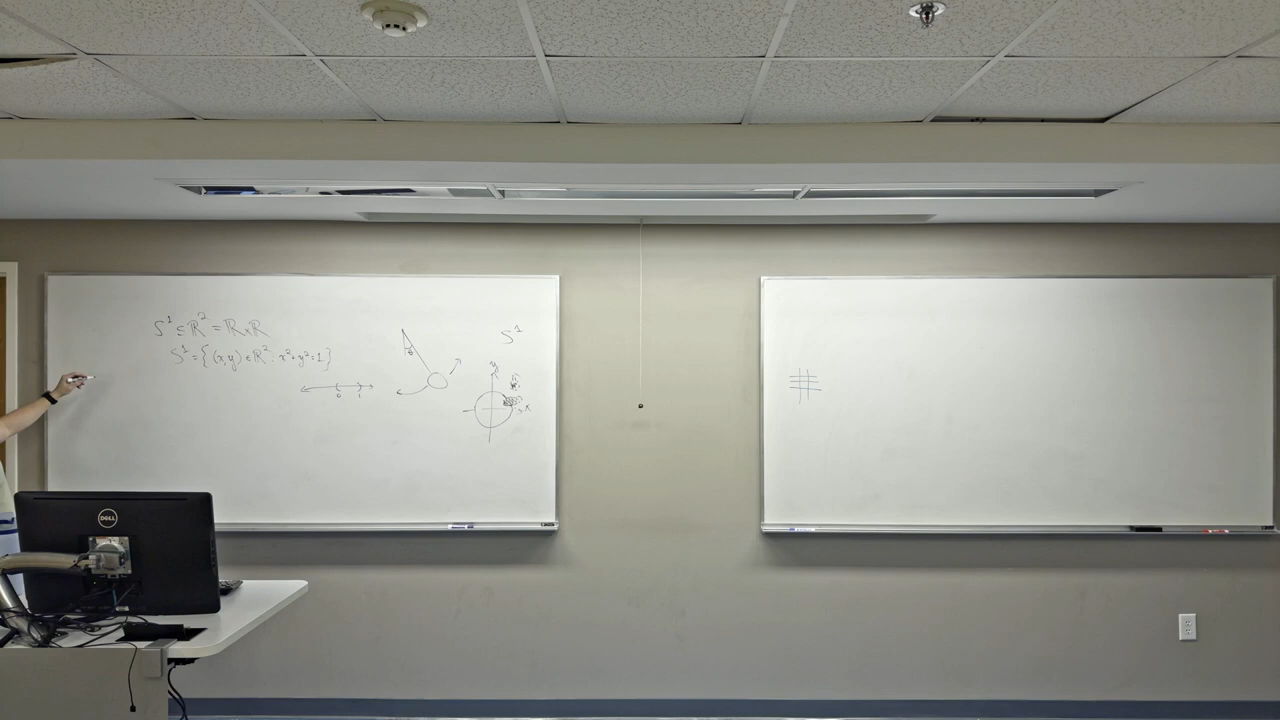 S¹ ⊆ ℝ² = ℝ×ℝ
S¹ = {(x,y) ∈ ℝ² : x²+y²=1}
0 1
θ
S¹
y
x
DELL